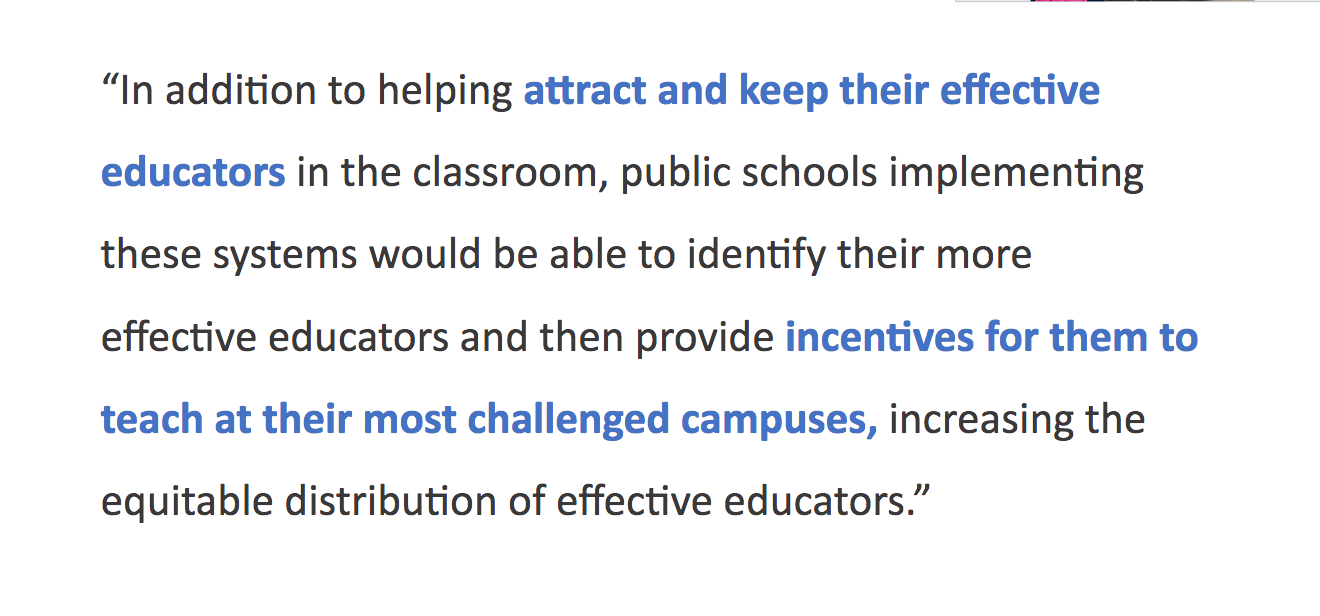 “In addition to helping attract and keep their effective
educators in the classroom, public schools implementing
these systems would be able to identify their more
effective educators and then provide incentives for them to
teach at their most challenged campuses, increasing the
equitable distribution of effective educators.”